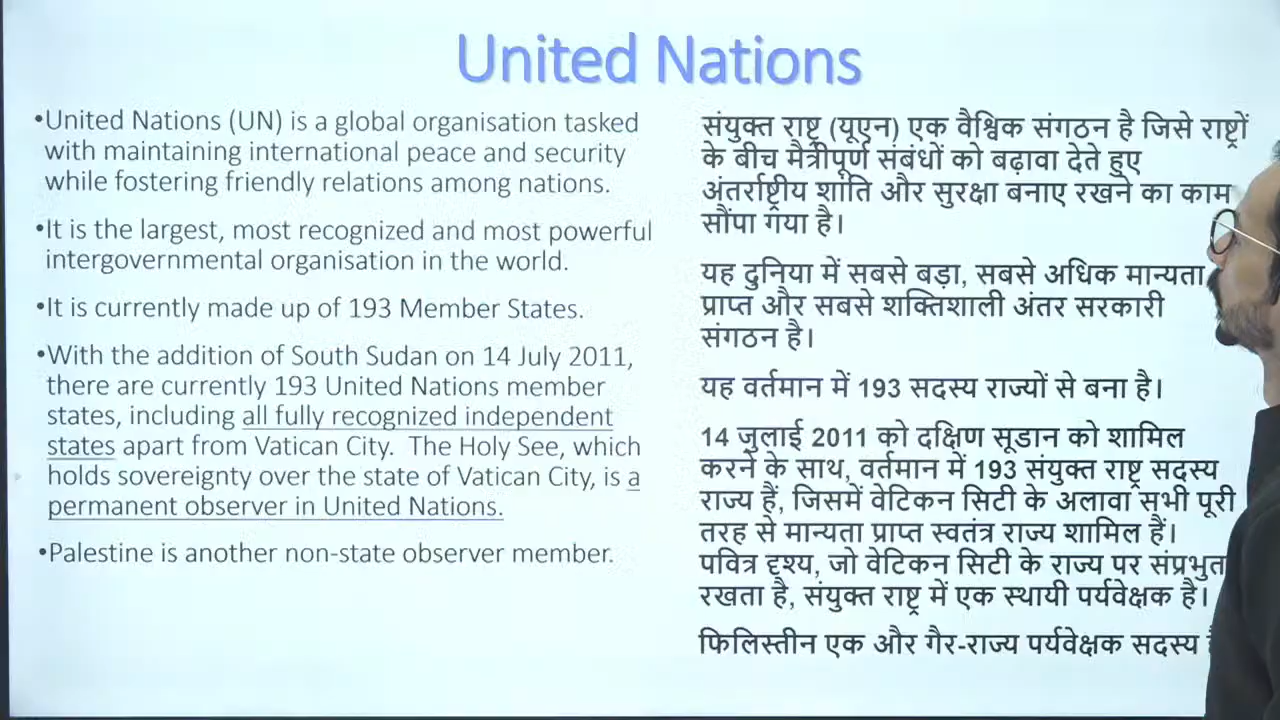 United Nations
•United Nations (UN) is a global organisation tasked
with maintaining international peace and security
while fostering friendly relations among nations.
•It is the largest, most recognized and most powerful
intergovernmental organisation in the world.
•It is currently made up of 193 Member States.
•With the addition of South Sudan on 14 July 2011,
there are currently 193 United Nations member
states, including all fully recognized independent
states apart from Vatican City. The Holy See, which
holds sovereignty over the state of Vatican City, is a
permanent observer in United Nations.
•Palestine is another non-state observer member.
संयुक्त राष्ट्र (यूएन) एक वैश्विक संगठन है जिसे राष्ट्रों
के बीच मैत्रीपूर्ण संबंधों को बढ़ावा देते हुए
अंतर्राष्ट्रीय शांति और सुरक्षा बनाए रखने का काम
सौंपा गया है।
यह दुनिया में सबसे बड़ा, सबसे अधिक मान्यता
प्राप्त और सबसे शक्तिशाली अंतर सरकारी
संगठन है।
यह वर्तमान में 193 सदस्य राज्यों से बना है।
14 जुलाई 2011 को दक्षिण सूडान को शामिल
करने के साथ, वर्तमान में 193 संयुक्त राष्ट्र सदस्य
राज्य हैं, जिसमें वेटिकन सिटी के अलावा सभी पूरी
तरह से मान्यता प्राप्त स्वतंत्र राज्य शामिल हैं।
पवित्र दृश्य, जो वेटिकन सिटी के राज्य पर संप्रभुता
रखता है, संयुक्त राष्ट्र में एक स्थायी पर्यवेक्षक है।
फिलिस्तीन एक और गैर-राज्य पर्यवेक्षक सदस्य